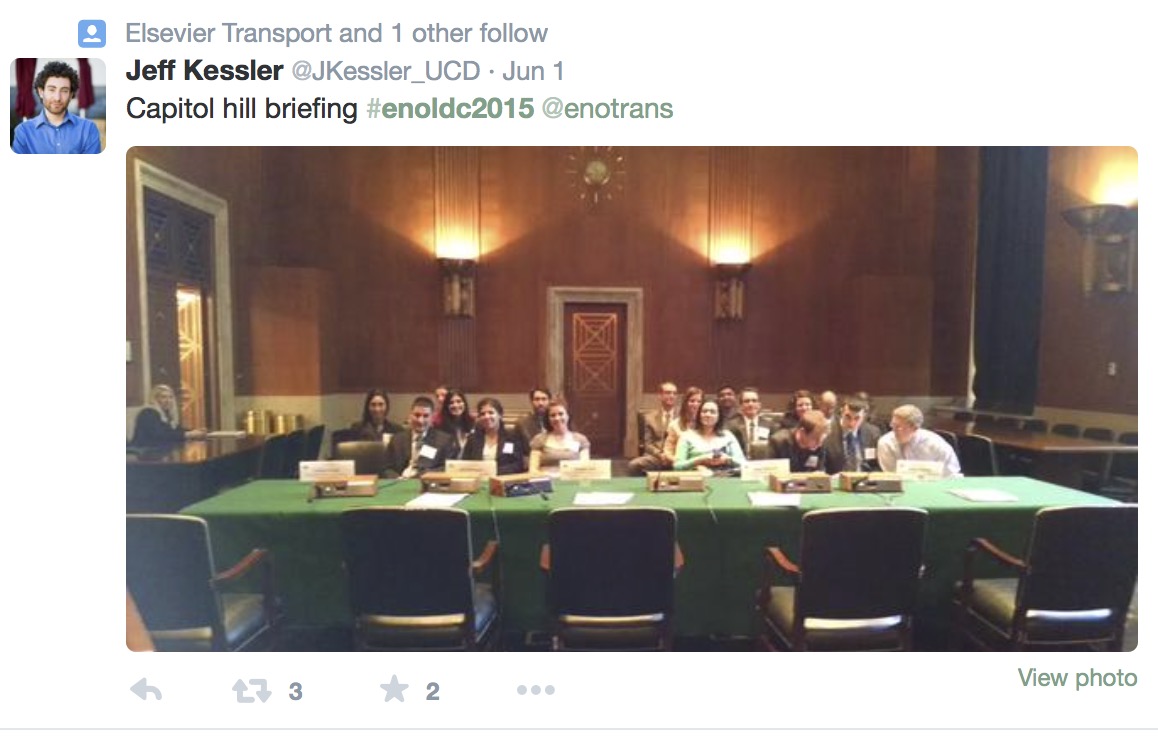 Elsevier Transport and 1 other follow
Jeff Kessler @JKessler_UCD · Jun 1
Capitol hill briefing #enoldc2015 @enotrans
View photo
3 2